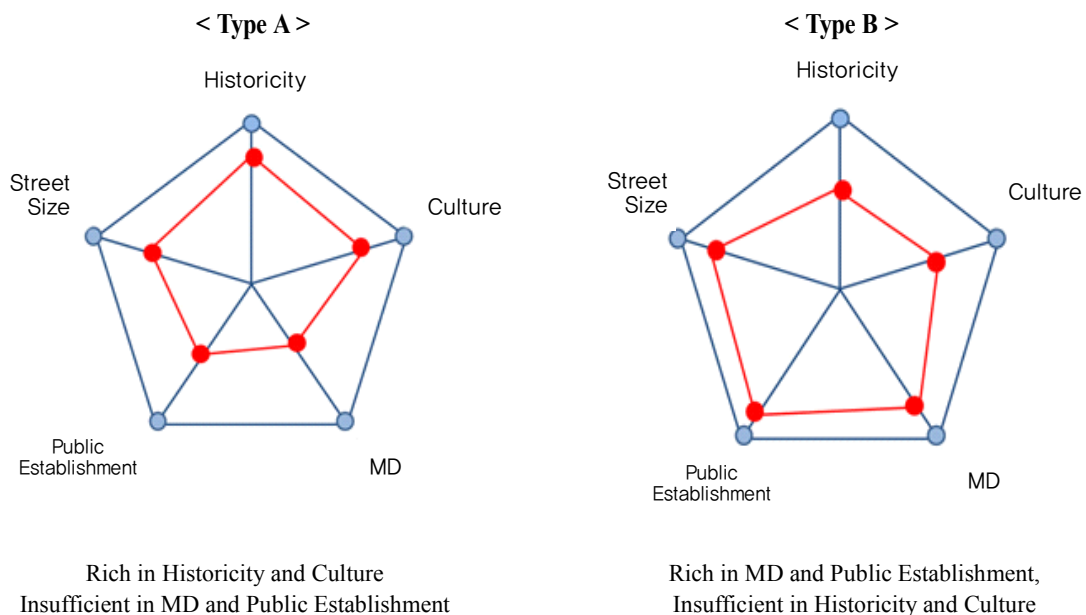 < Type A >
Historicity
Street
Size
Culture
Public
Establishment
MD
Rich in Historicity and Culture
Insufficient in MD and Public Establishment
< Type B >
Historicity
Street
Size
Culture
Public
Establishment
MD
Rich in MD and Public Establishment,
Insufficient in Historicity and Culture